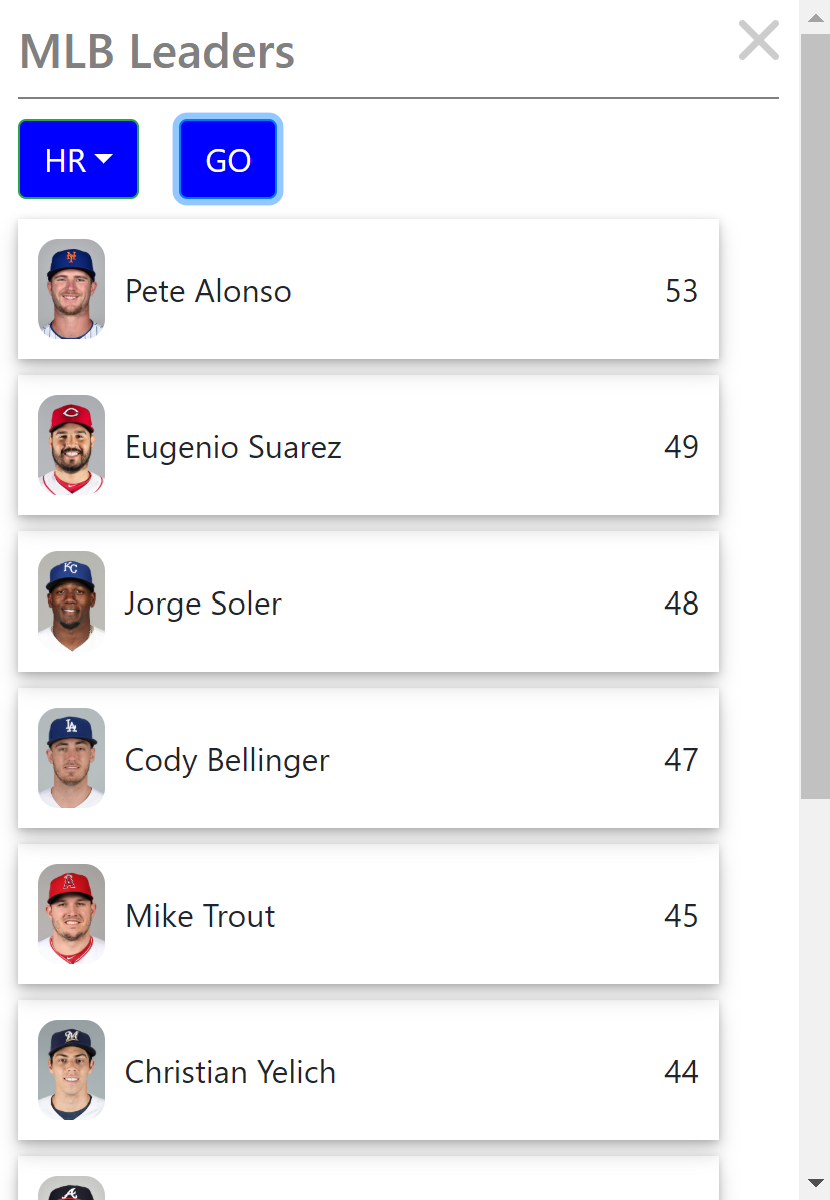 MLB Leaders
HR GO
Pete Alonso 53
Eugenio Suarez 49
Jorge Soler 48
Cody Bellinger 47
Mike Trout 45
Christian Yelich 44